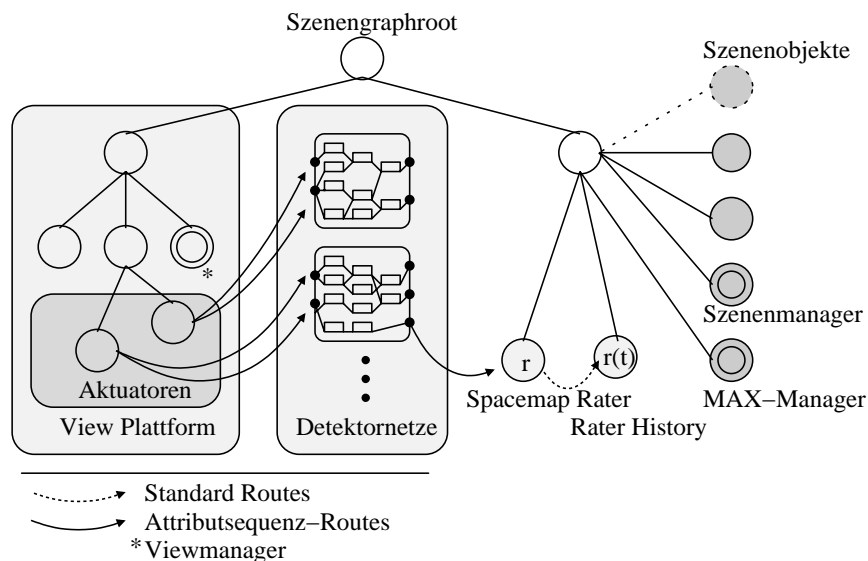 Szenengraphroot
Szenenobjekte
*
Szenenmanager
r
r(t)
Aktuatoren
Spacemap Rater
MAX−Manager
View Plattform
Detektornetze
Rater History
Standard Routes
Attributsequenz−Routes
*Viewmanager